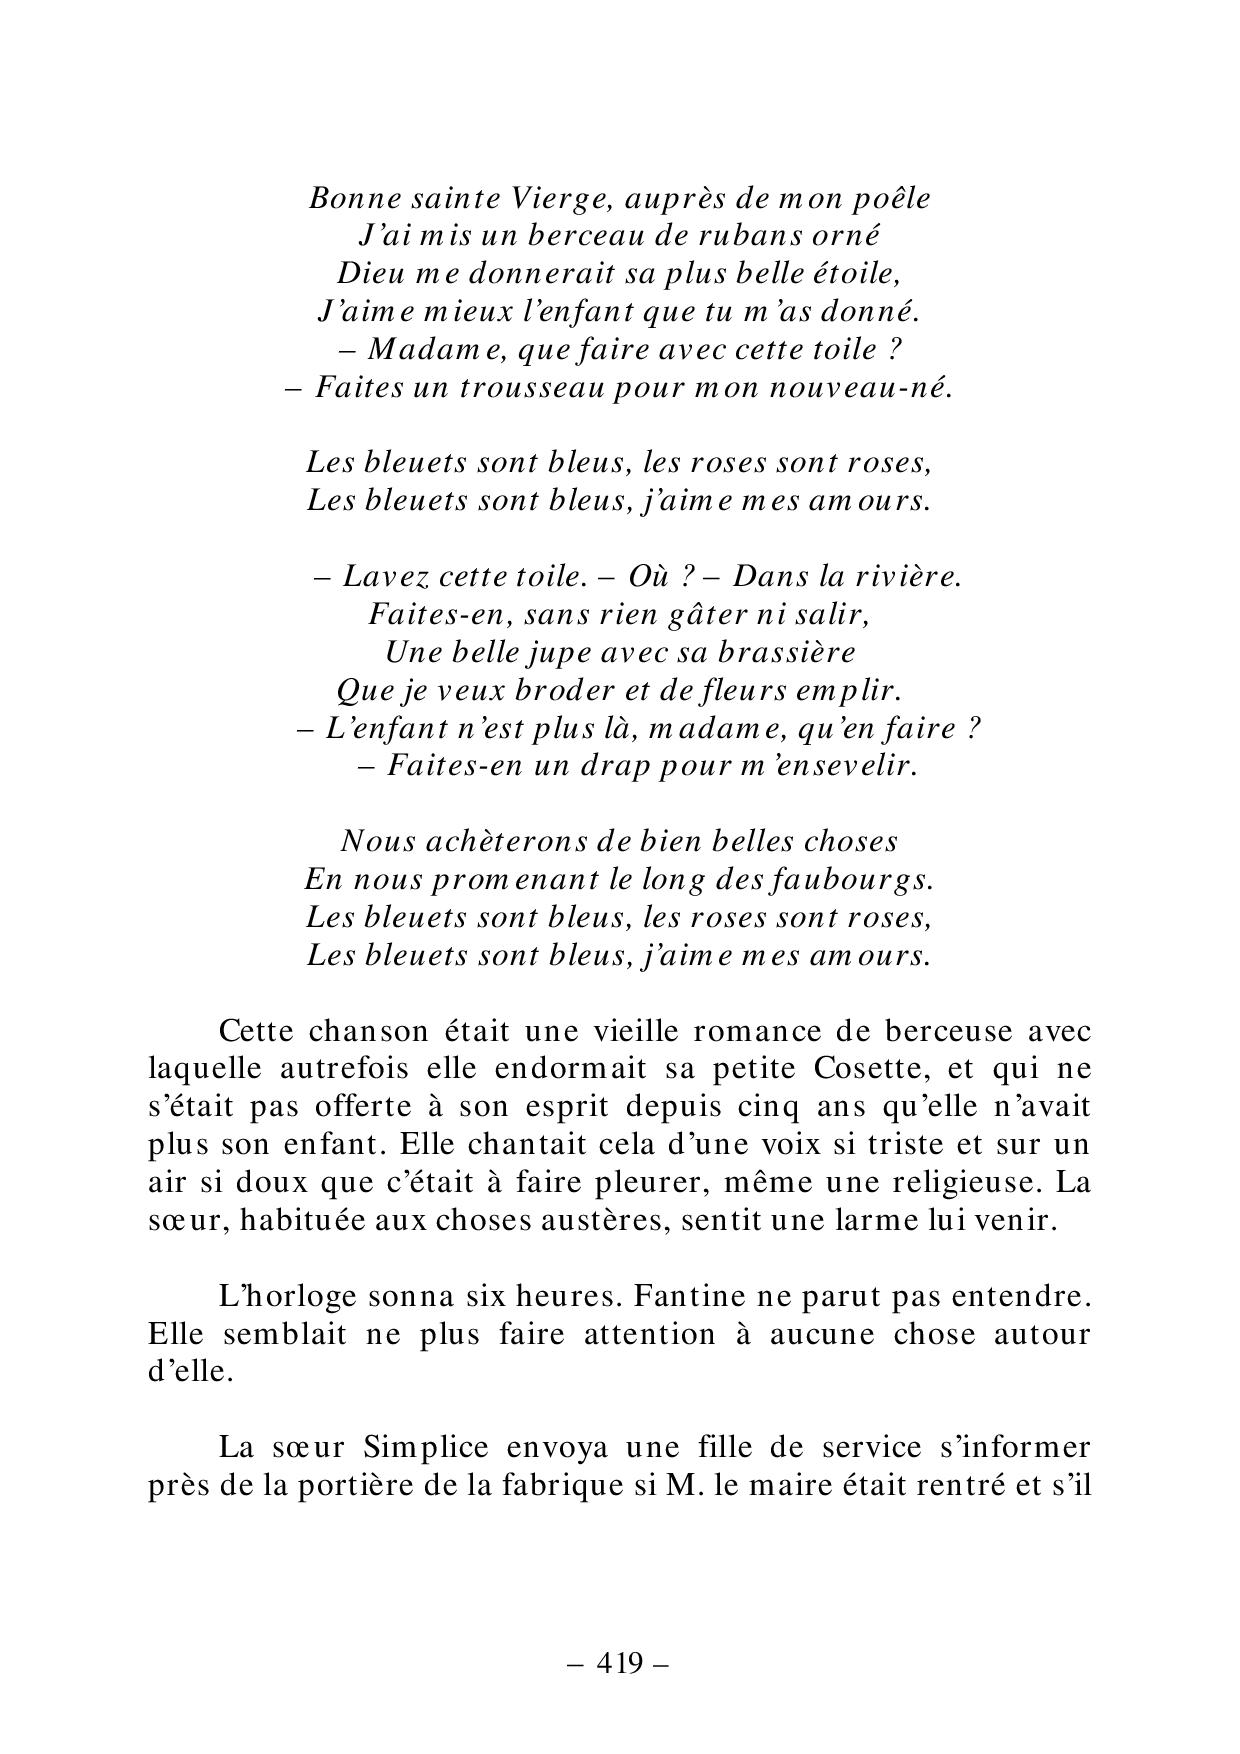 Bonne sainte Vierge, auprès de mon poêle
J’ai mis un berceau de rubans orné
Dieu me donnerait sa plus belle étoile,
J’aime mieux l’enfant que tu m’as donné.
– Madame, que faire avec cette toile ?
– Faites un trousseau pour mon nouveau-né.
Les bleuets sont bleus, les roses sont roses,
Les bleuets sont bleus, j’aime mes amours.
– Lavez cette toile. – Où ? – Dans la rivière.
Faites-en, sans rien gâter ni salir,
Une belle jupe avec sa brassière
Que je veux broder et de fleurs emplir.
– L’enfant n’est plus là, madame, qu’en faire ?
– Faites-en un drap pour m’ensevelir.
Nous achèterons de bien belles choses
En nous promenant le long des faubourgs.
Les bleuets sont bleus, les roses sont roses,
Les bleuets sont bleus, j’aime mes amours.
Cette chanson était une vieille romance de berceuse avec
laquelle autrefois elle endormait sa petite Cosette, et qui ne
s’était pas offerte à son esprit depuis cinq ans qu’elle n’avait
plus son enfant. Elle chantait cela d’une voix si triste et sur un
air si doux que c’était à faire pleurer, même une religieuse. La
sœur, habituée aux choses austères, sentit une larme lui venir.
L’horloge sonna six heures. Fantine ne parut pas entendre.
Elle semblait ne plus faire attention à aucune chose autour
d’elle.
La sœur Simplice envoya une fille de service s’informer
près de la portière de la fabrique si M. le maire était rentré et s’il
– 419 –